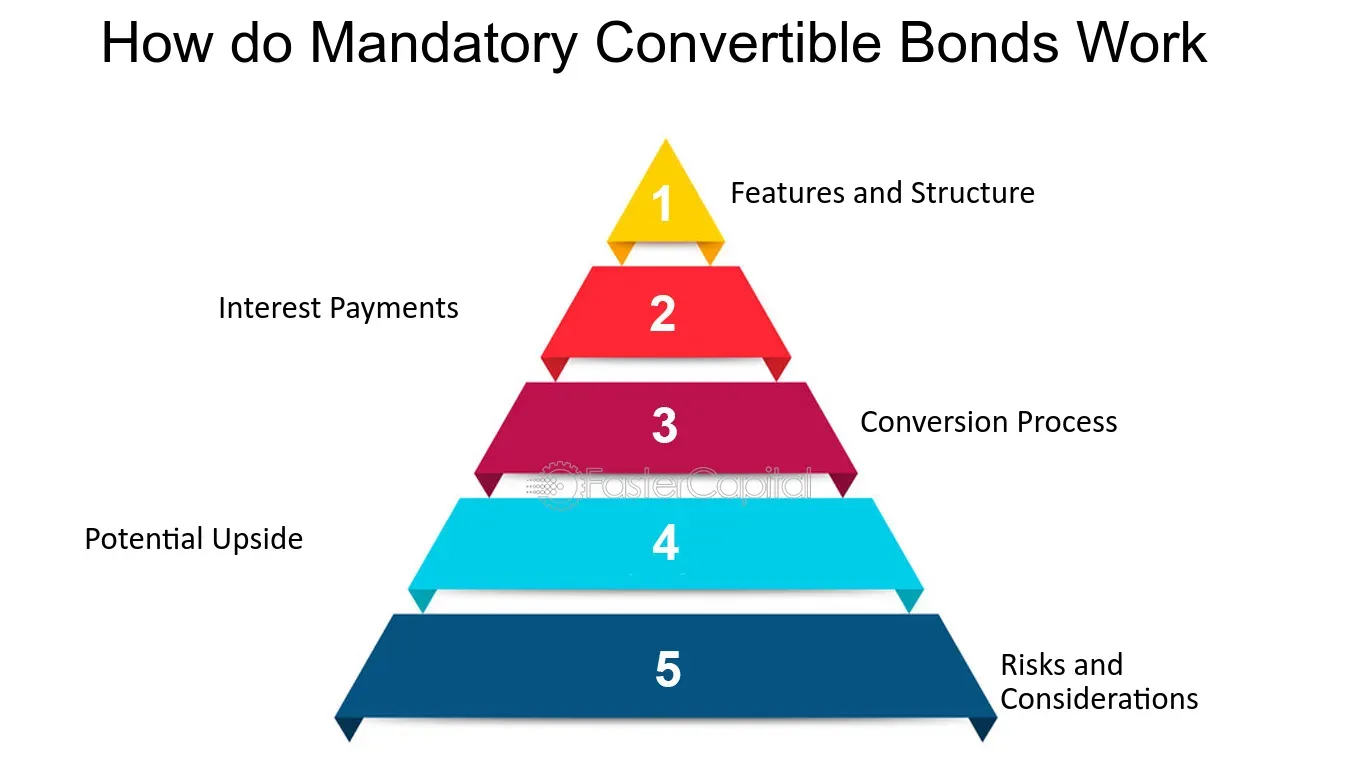 How do Mandatory Convertible Bonds Work
1
Features and Structure
Interest Payments
2
3
Conversion Process
FasterCapital
Potential Upside
4
5
Risks and
Considerations